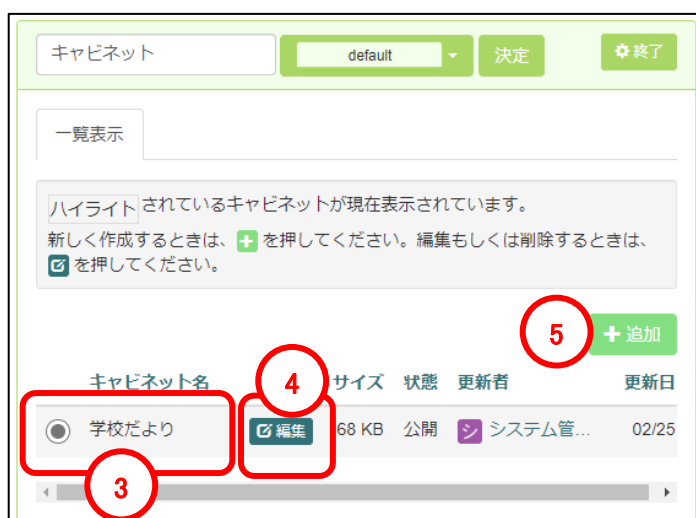 キャビネット default 決定 終了
一覧表示
ハイライト されているキャビネットが現在表示されています。
新しく作成するときは、 を押してください。編集もしくは削除するときは、
を押してください。
5 追加
キャビネット名 4 サイズ 状態 更新者 更新日
学校だより 編集 68 KB 公開 シ システム管... 02/25
3